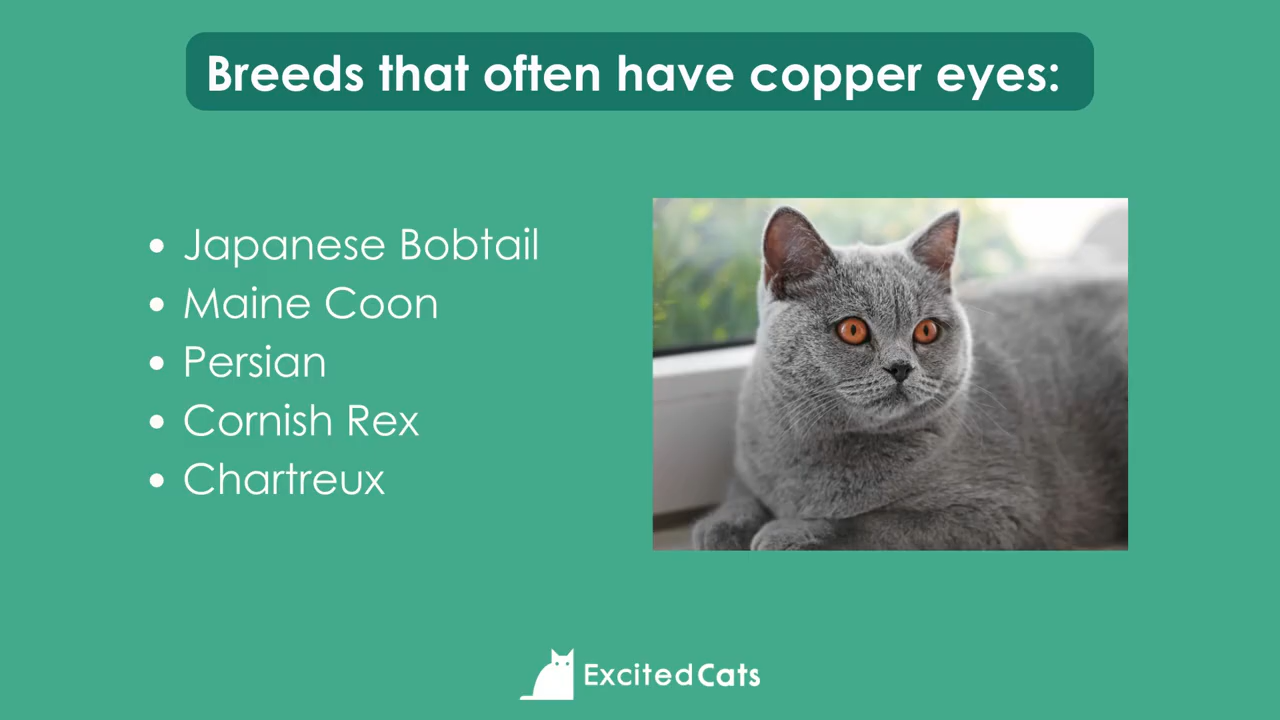 Breeds that often have copper eyes:
• Japanese Bobtail
• Maine Coon
• Persian
• Cornish Rex
• Chartreux
ExcitedCats